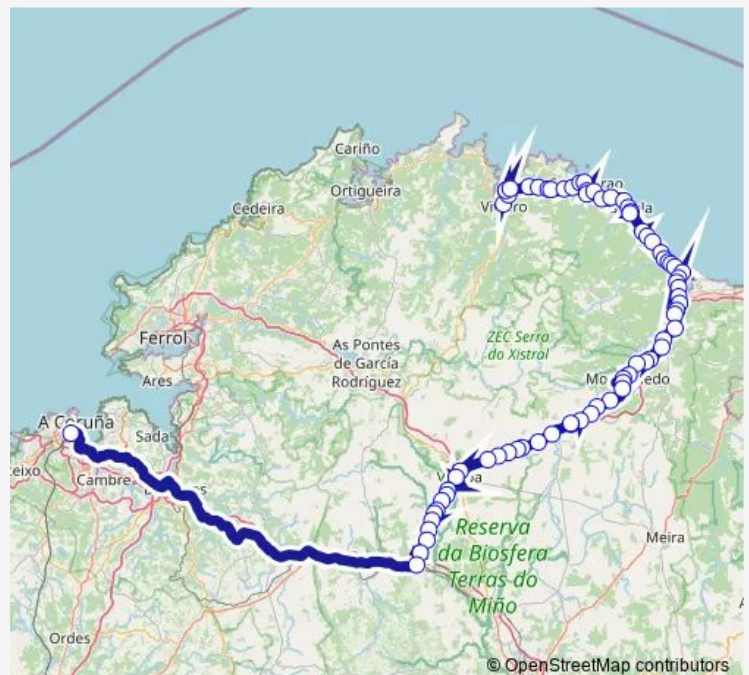 Cariño
Ortigueira
Cedeira
ZEC Serra
do Xistral
Ferrol
As Pontes
de García
Rodríguez
Ares
A Coruña
Sada
Cambre
Reserva
da Biosfera
Terras do
Miño
Meira
Ordes
© OpenStreetMap contributors